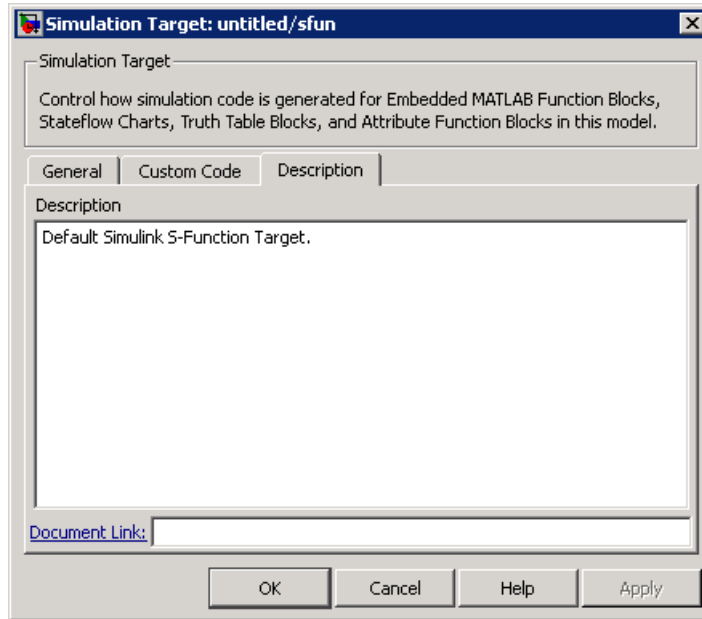 Simulation Target: untitled/sfun
Simulation Target
Control how simulation code is generated for Embedded MATLAB Function Blocks,
Stateflow Charts, Truth Table Blocks, and Attribute Function Blocks in this model.
General Custom Code Description
Description
Default Simulink S-Function Target.
Document Link:
OK Cancel Help Apply